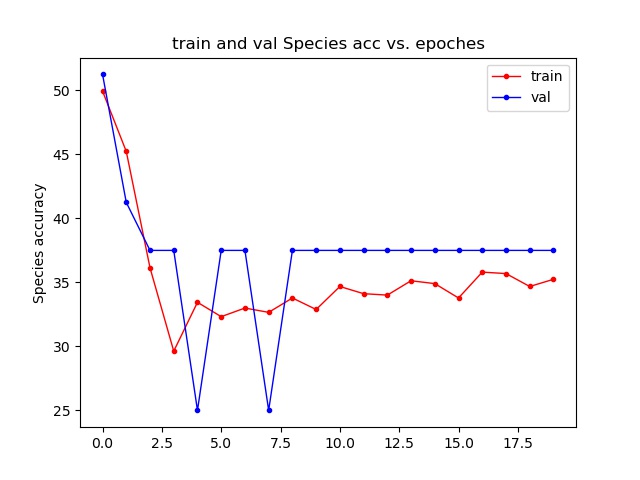 train and val Species acc vs. epoches
train
val
Species accuracy
50
45
40
35
30
25
0.0 2.5 5.0 7.5 10.0 12.5 15.0 17.5